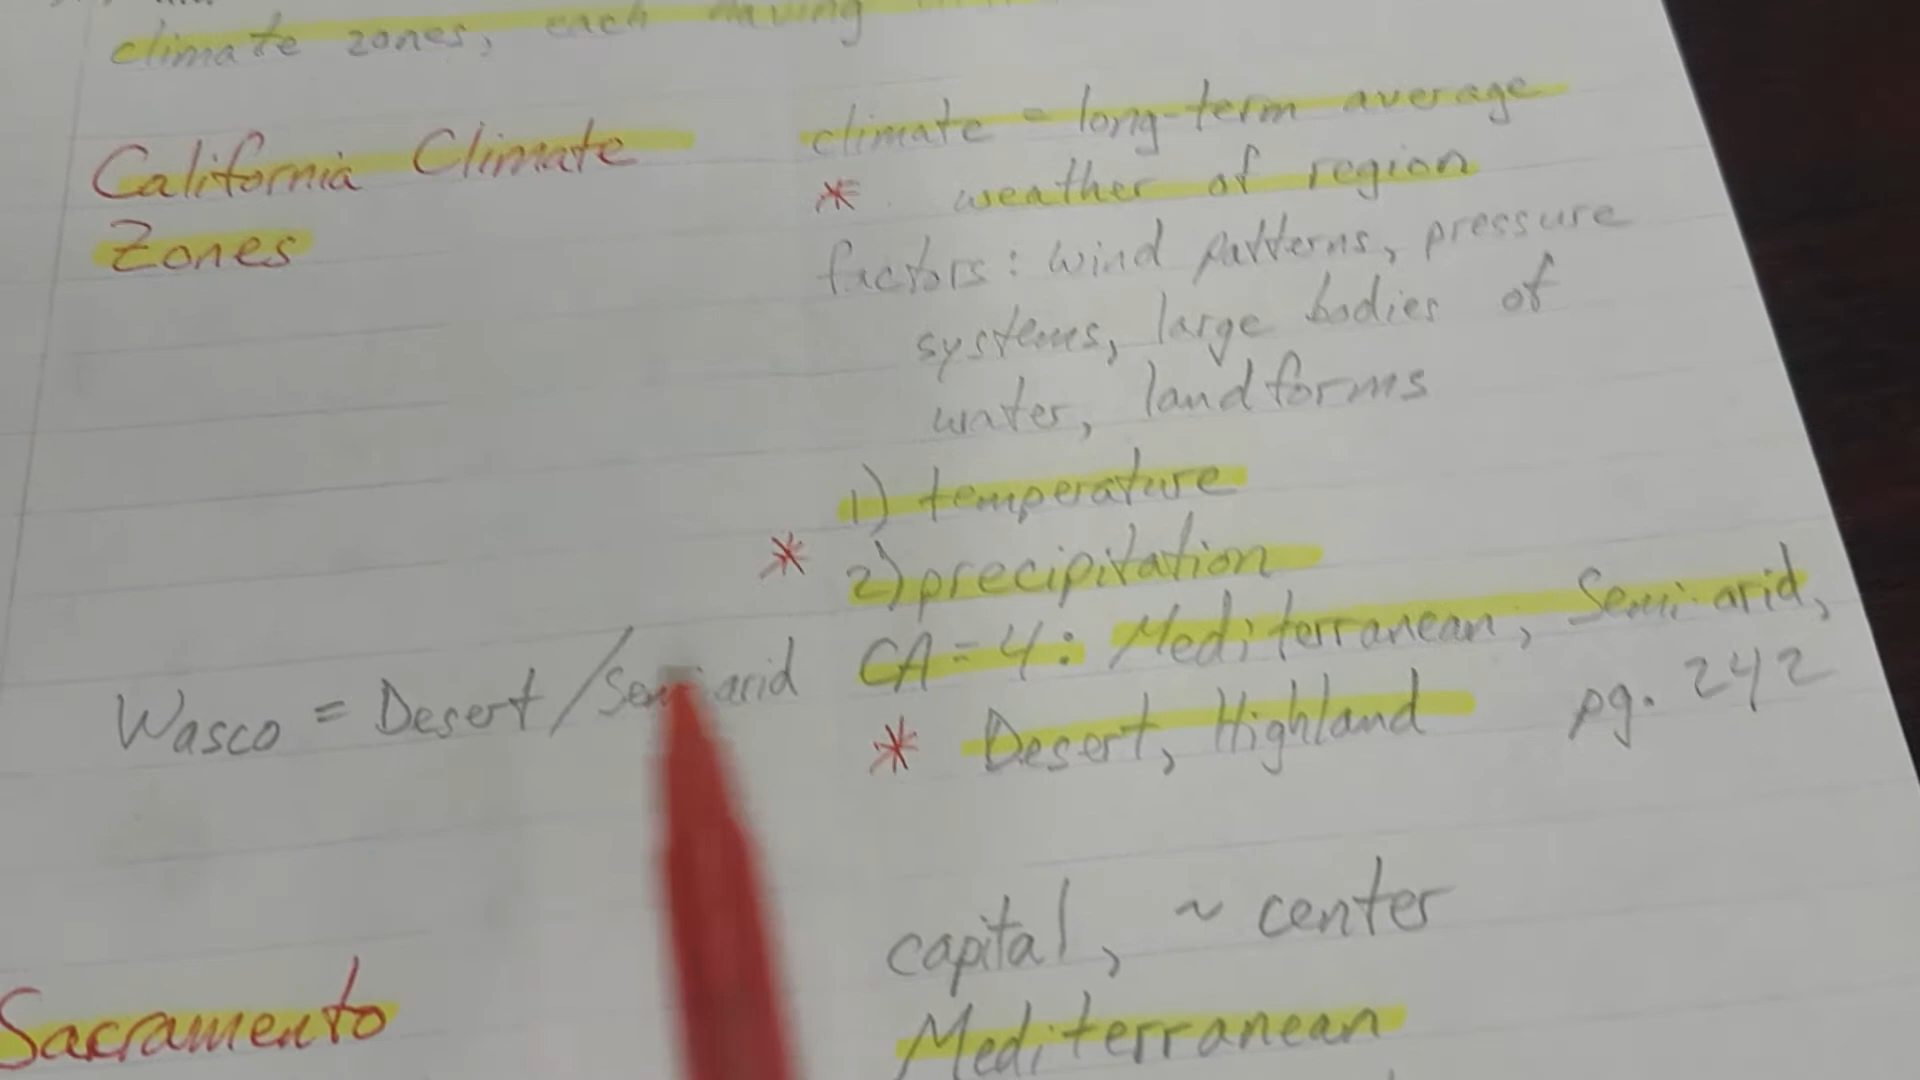 climate zones, each having
California Climate
Zones
climate = long-term average
* weather of region
factors: wind patterns, pressure
systems, large bodies of
water, landforms
1) temperature
* 2) precipitation
CA = 4: Mediterranean, Semi-arid,
* Desert, Highland pg. 242
Wasco = Desert / Semi arid
Sacramento
capital, ~ center
Mediterranean